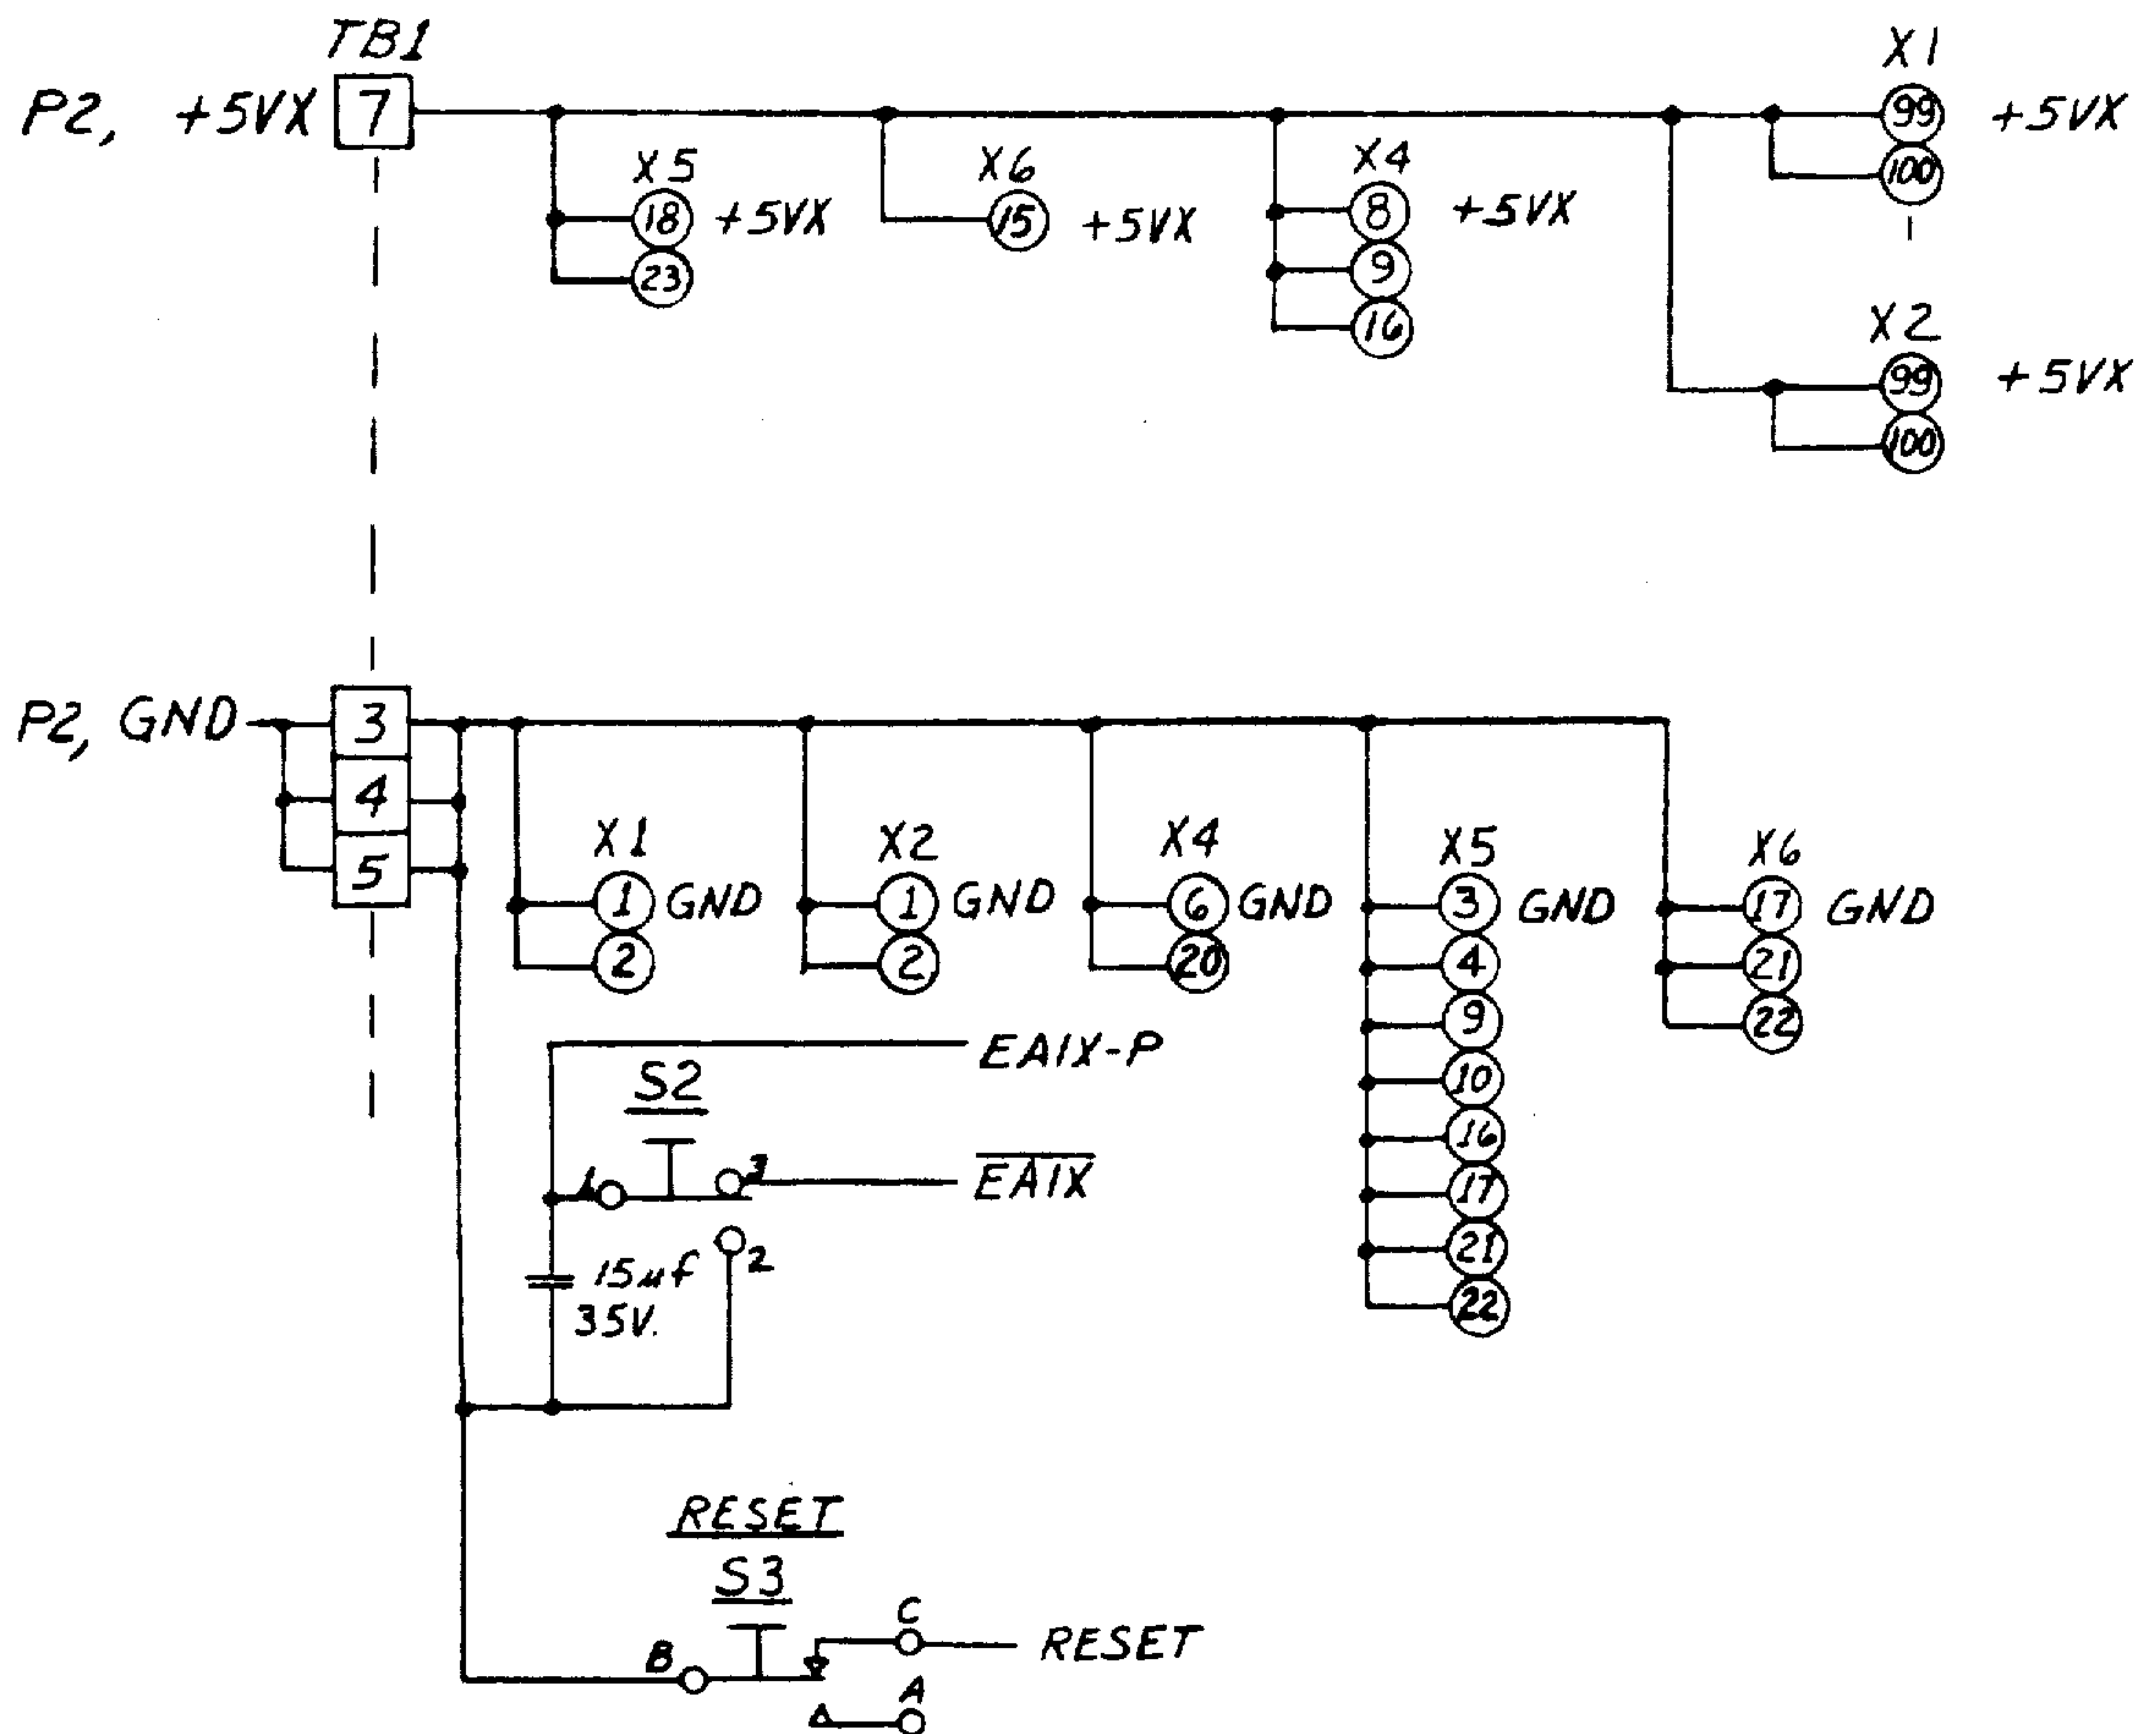 TB1
X1
P2, +5VX 7
99 +5VX
X5
X6
X4
100
18 +5VX
15 +5VX
8 +5VX
23
9
16
X2
99 +5VX
100
P2, GND 3
4
5
X1
X2
X4
X5
X6
1 GND
1 GND
6 GND
3 GND
17 GND
2
2
20
4
21
9
22
EAIX-P
S2
10
16
1
3
E̅A̅I̅X̅
17
2
21
15µf
35V.
22
RESET
S3
C
B
RESET
A